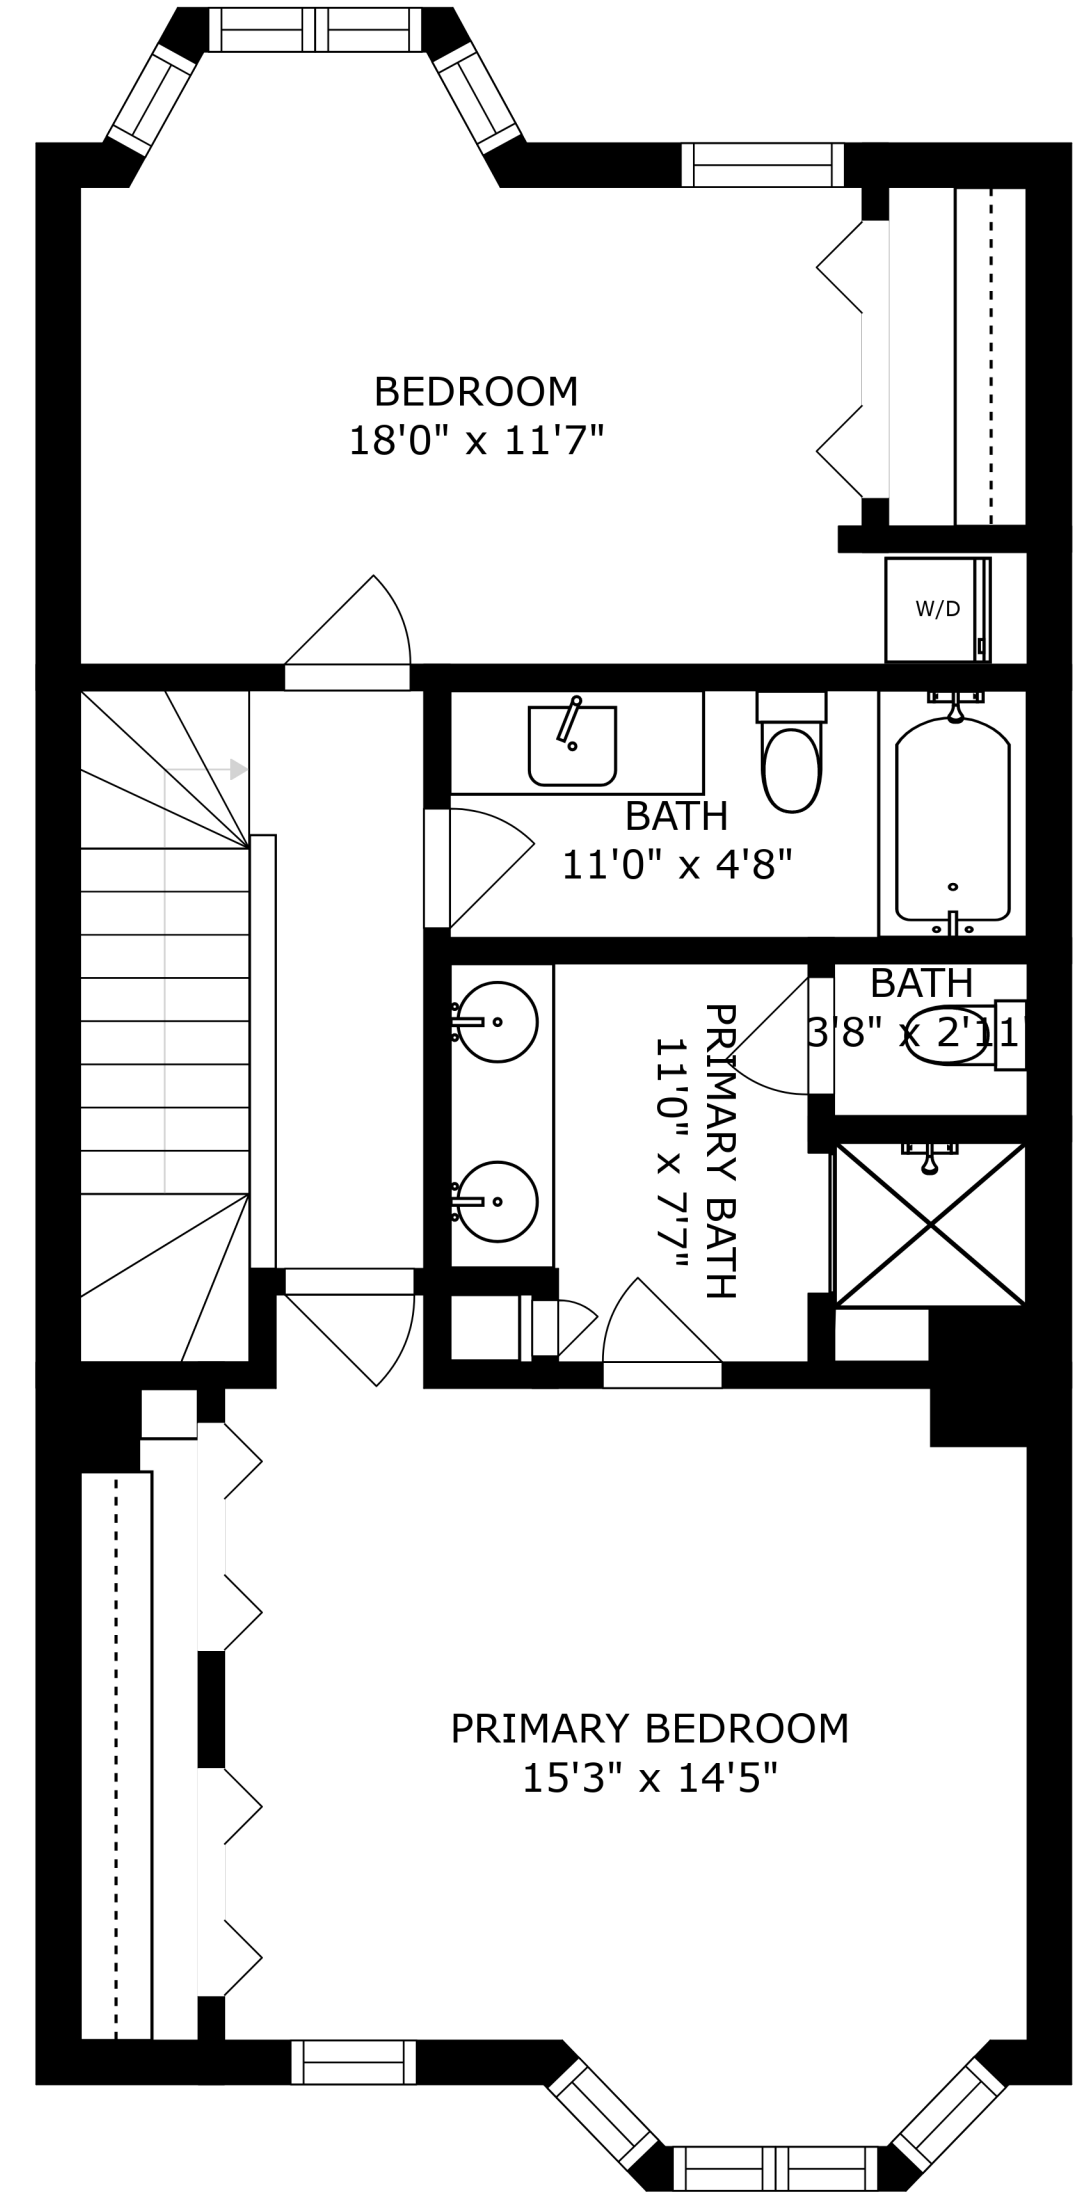 BEDROOM
18'0" x 11'7"
W/D
BATH
11'0" x 4'8"
BATH
3'8" x 2'11"
PRIMARY BATH
11'0" x 7'7"
PRIMARY BEDROOM
15'3" x 14'5"